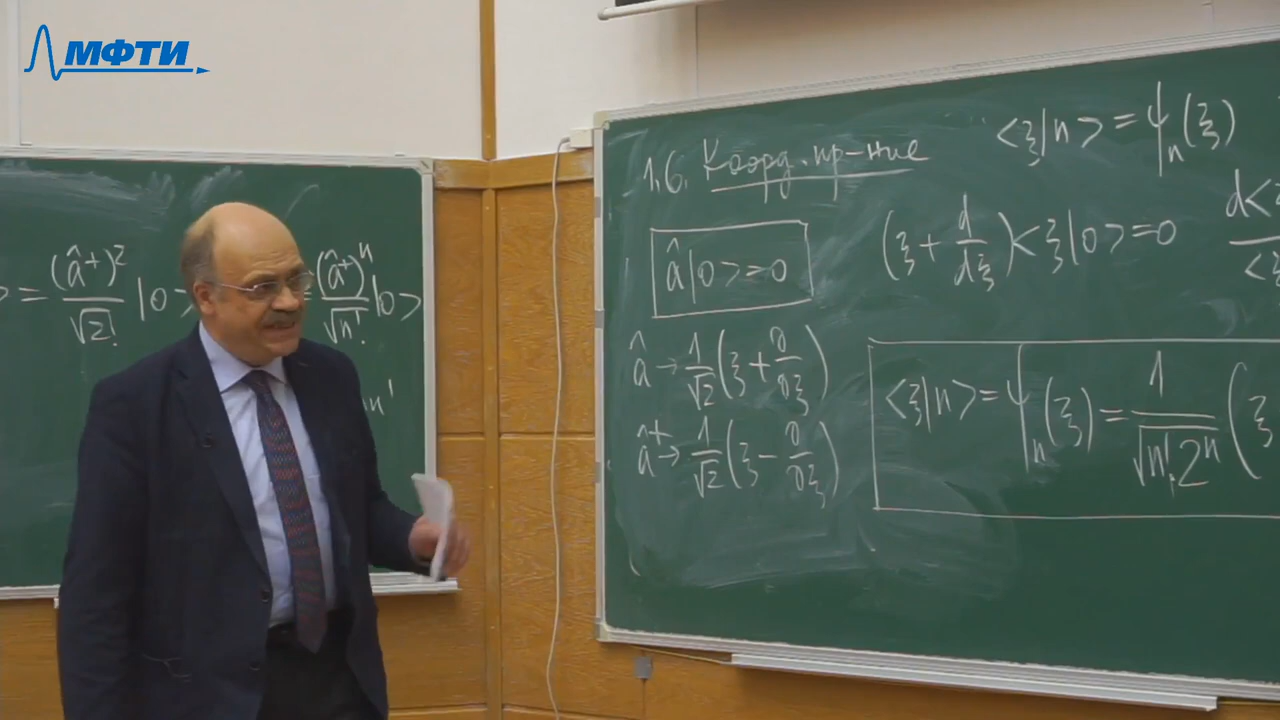 МФТИ
> = (â⁺)²/√2! |0> = (â⁺)ⁿ/√n! |0>
nn'
1.6. Коорд. пр-ние
<ξ|n> = ψₙ(ξ)
â|0> = 0
(ξ + d/dξ)<ξ|0> = 0
d<
<ξ
â → 1/√2 (ξ + ∂/∂ξ)
â⁺ → 1/√2 (ξ - ∂/∂ξ)
<ξ|n> = ψₙ(ξ) = 1/√(n! 2ⁿ) (ξ